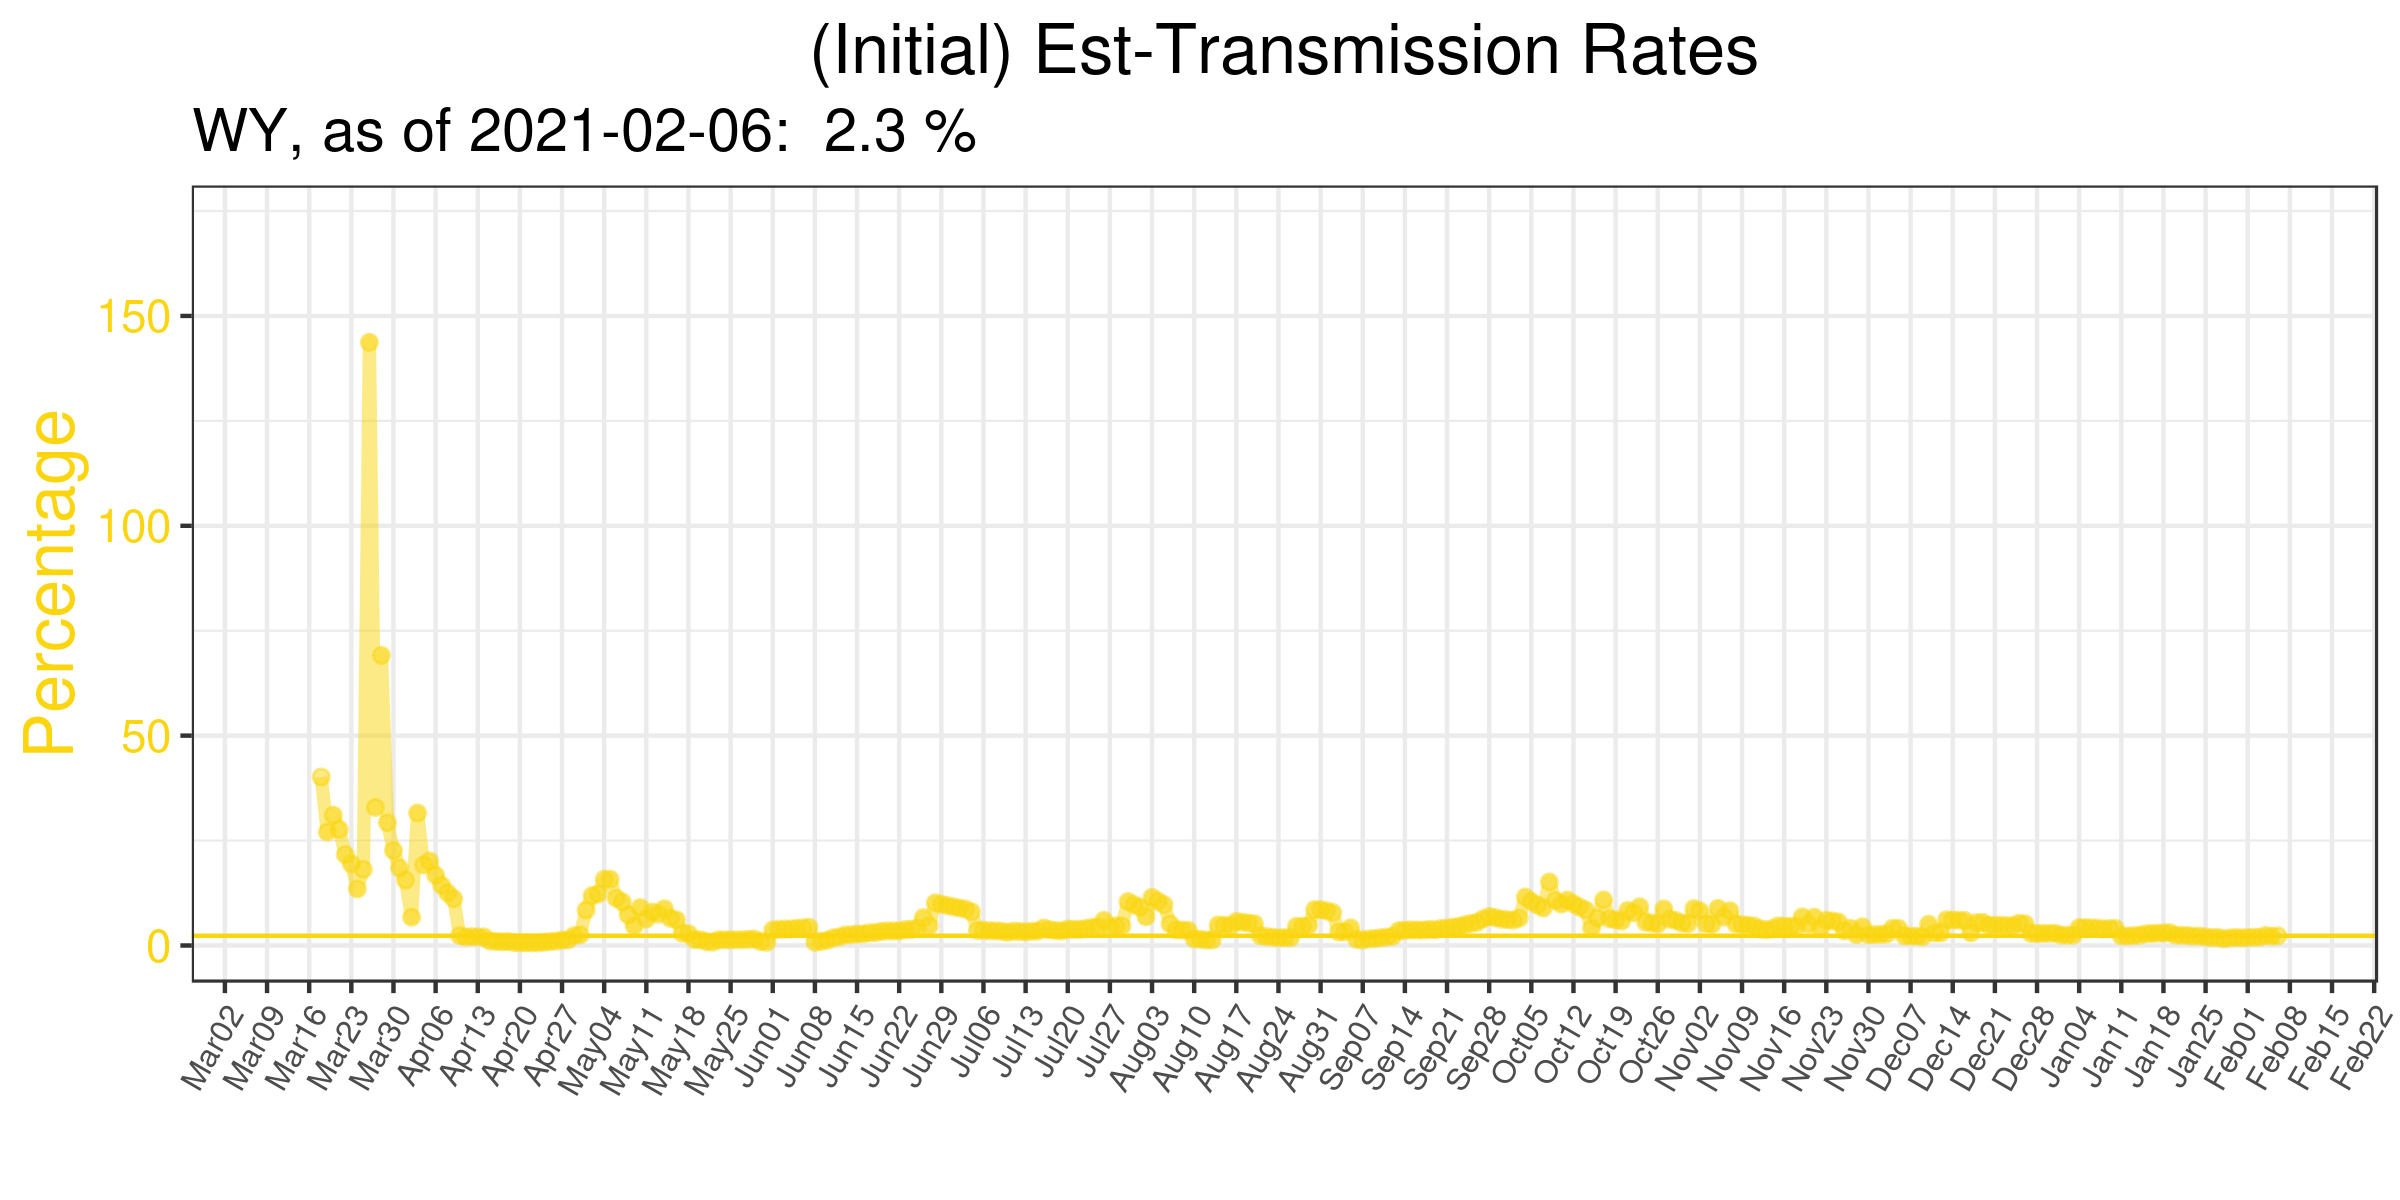 (Initial) Est-Transmission Rates
WY, as of 2021-02-06:  2.3 %
Percentage
150
100
50
0
Mar02
Mar09
Mar16
Mar23
Mar30
Apr06
Apr13
Apr20
Apr27
May04
May11
May18
May25
Jun01
Jun08
Jun15
Jun22
Jun29
Jul06
Jul13
Jul20
Jul27
Aug03
Aug10
Aug17
Aug24
Aug31
Sep07
Sep14
Sep21
Sep28
Oct05
Oct12
Oct19
Oct26
Nov02
Nov09
Nov16
Nov23
Nov30
Dec07
Dec14
Dec21
Dec28
Jan04
Jan11
Jan18
Jan25
Feb01
Feb08
Feb15
Feb22